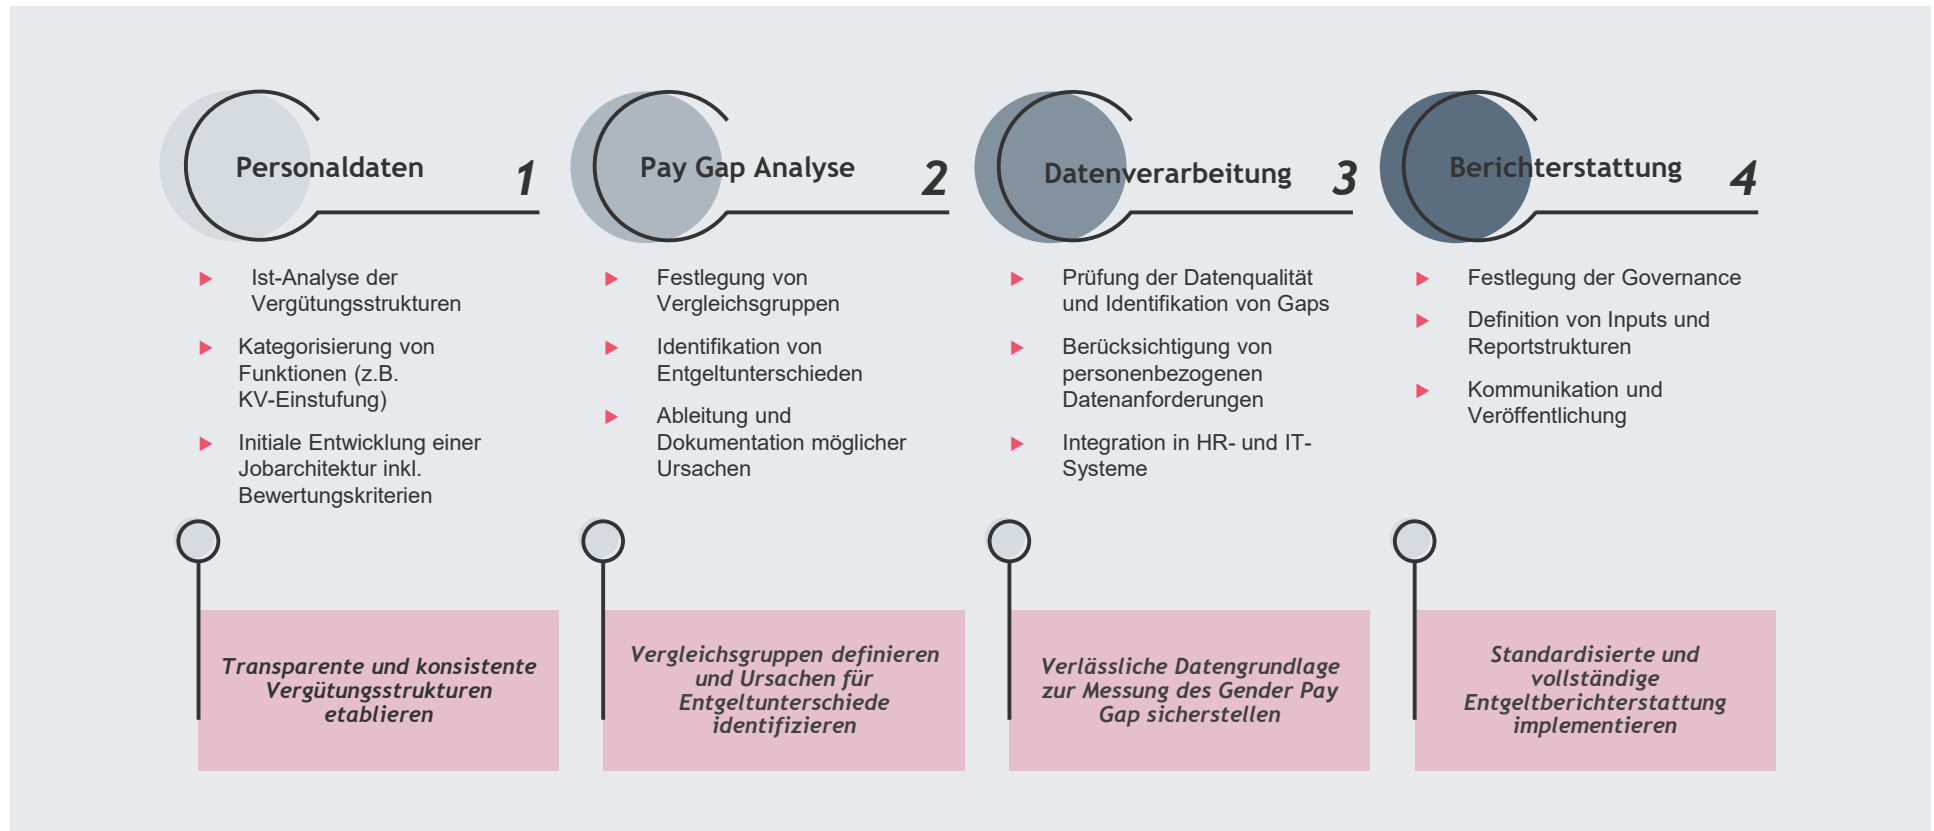 Personaldaten 1
Ist-Analyse der
Vergütungsstrukturen
Kategorisierung von
Funktionen (z.B.
KV-Einstufung)
Initiale Entwicklung einer
Jobarchitektur inkl.
Bewertungskriterien
Transparente und konsistente
Vergütungsstrukturen
etablieren
Pay Gap Analyse 2
Festlegung von
Vergleichsgruppen
Identifikation von
Entgeltunterschieden
Ableitung und
Dokumentation möglicher
Ursachen
Vergleichsgruppen definieren
und Ursachen für
Entgeltunterschiede
identifizieren
Datenverarbeitung 3
Prüfung der Datenqualität
und Identifikation von Gaps
Berücksichtigung von
personenbezogenen
Datenanforderungen
Integration in HR- und IT-
Systeme
Verlässliche Datengrundlage
zur Messung des Gender Pay
Gap sicherstellen
Berichterstattung 4
Festlegung der Governance
Definition von Inputs und
Reportstrukturen
Kommunikation und
Veröffentlichung
Standardisierte und
vollständige
Entgeltberichterstattung
implementieren